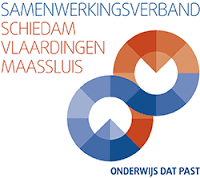 SAMENWERKINGSVERBAND
SCHIEDAM
VLAARDINGEN
MAASSLUIS
ONDERWIJS DAT PAST